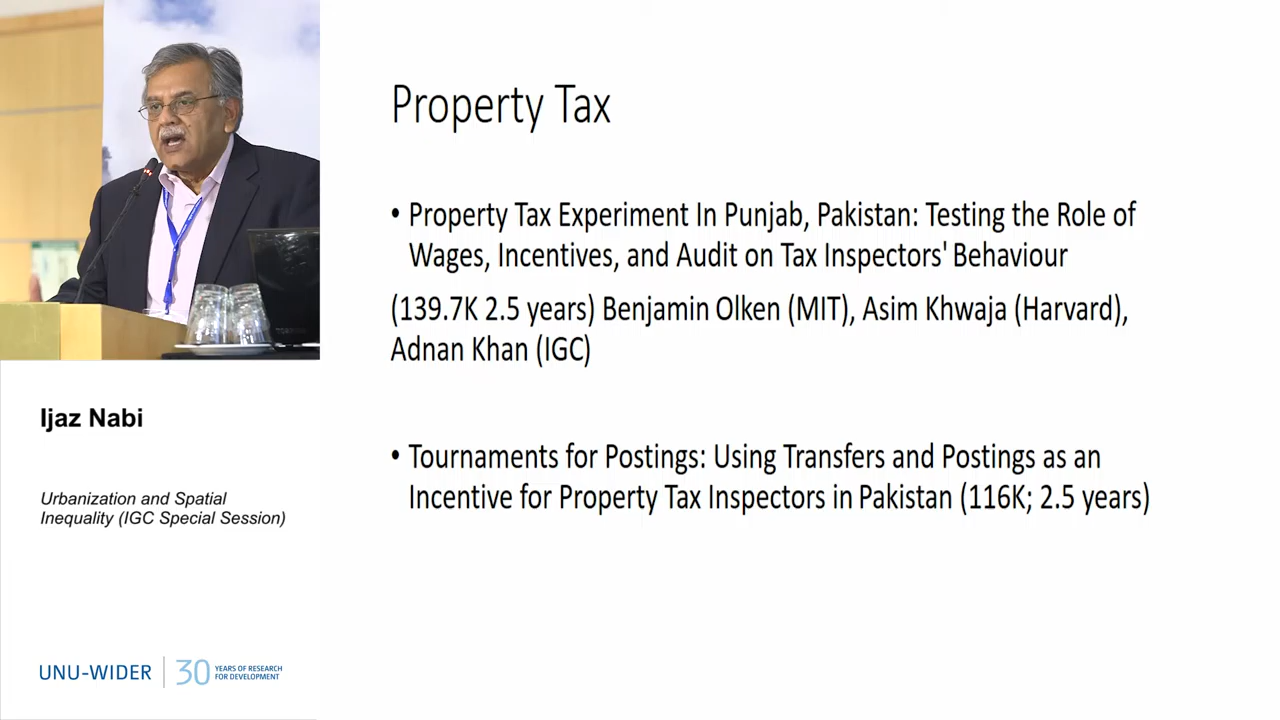 Property Tax
• Property Tax Experiment In Punjab, Pakistan: Testing the Role of
Wages, Incentives, and Audit on Tax Inspectors' Behaviour
(139.7K 2.5 years) Benjamin Olken (MIT), Asim Khwaja (Harvard),
Adnan Khan (IGC)
• Tournaments for Postings: Using Transfers and Postings as an
Incentive for Property Tax Inspectors in Pakistan (116K; 2.5 years)
Ijaz Nabi
Urbanization and Spatial
Inequality (IGC Special Session)
UNU-WIDER
30 YEARS OF RESEARCH
FOR DEVELOPMENT